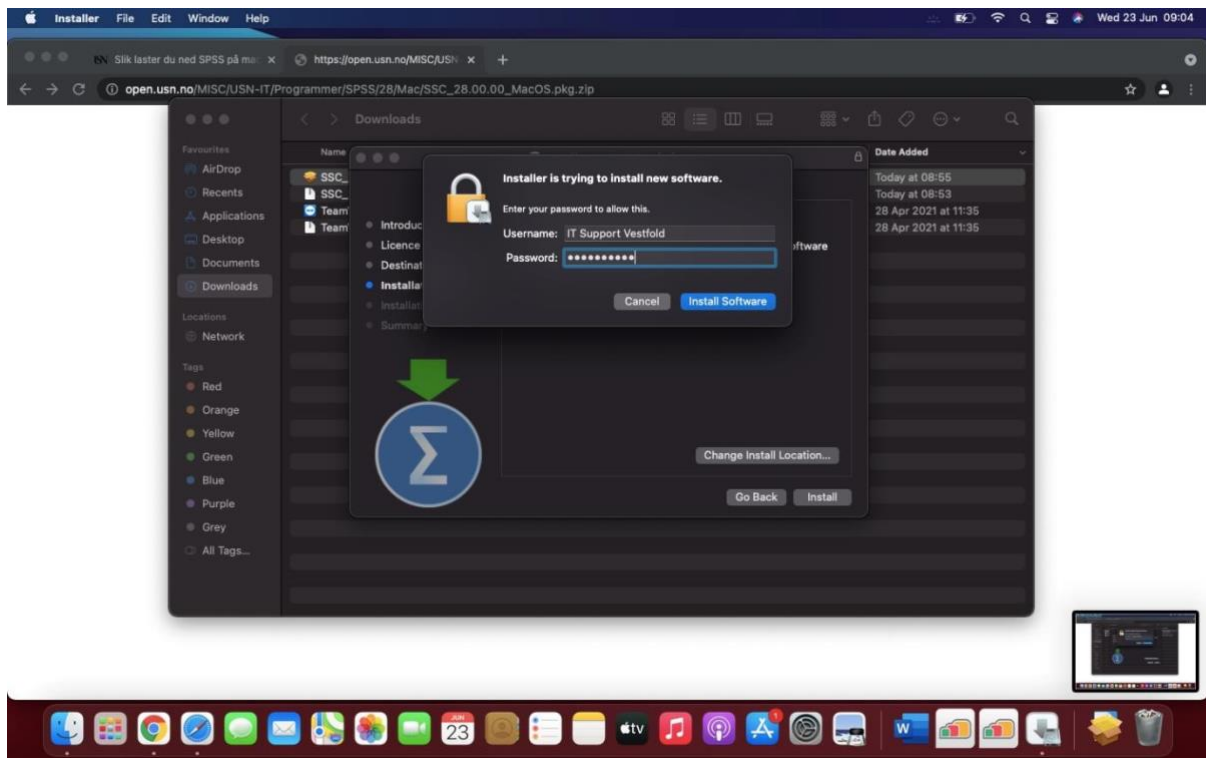 Installer File Edit Window Help Wed 23 Jun 09:04
USN Slik laster du ned SPSS på mac https://open.usn.no/MISC/USN-
open.usn.no/MISC/USN-IT/Programmer/SPSS/28/Mac/SSC_28.00.00_MacOS.pkg.zip
Downloads
Favourites
AirDrop
Recents
Applications
Desktop
Documents
Downloads
Locations
Network
Tags
Red
Orange
Yellow
Green
Blue
Purple
Grey
All Tags...
Name Date Added
SSC_ Today at 08:55
SSC_ Today at 08:53
Team 28 Apr 2021 at 11:35
Team 28 Apr 2021 at 11:35
Introduc
Licence
Destinat
Installa
Installat
Summary
ftware
Installer is trying to install new software.
Enter your password to allow this.
Username: IT Support Vestfold
Password: ●●●●●●●●●●
Cancel Install Software
Σ
Change Install Location...
Go Back Install
JUN
23
tv
W